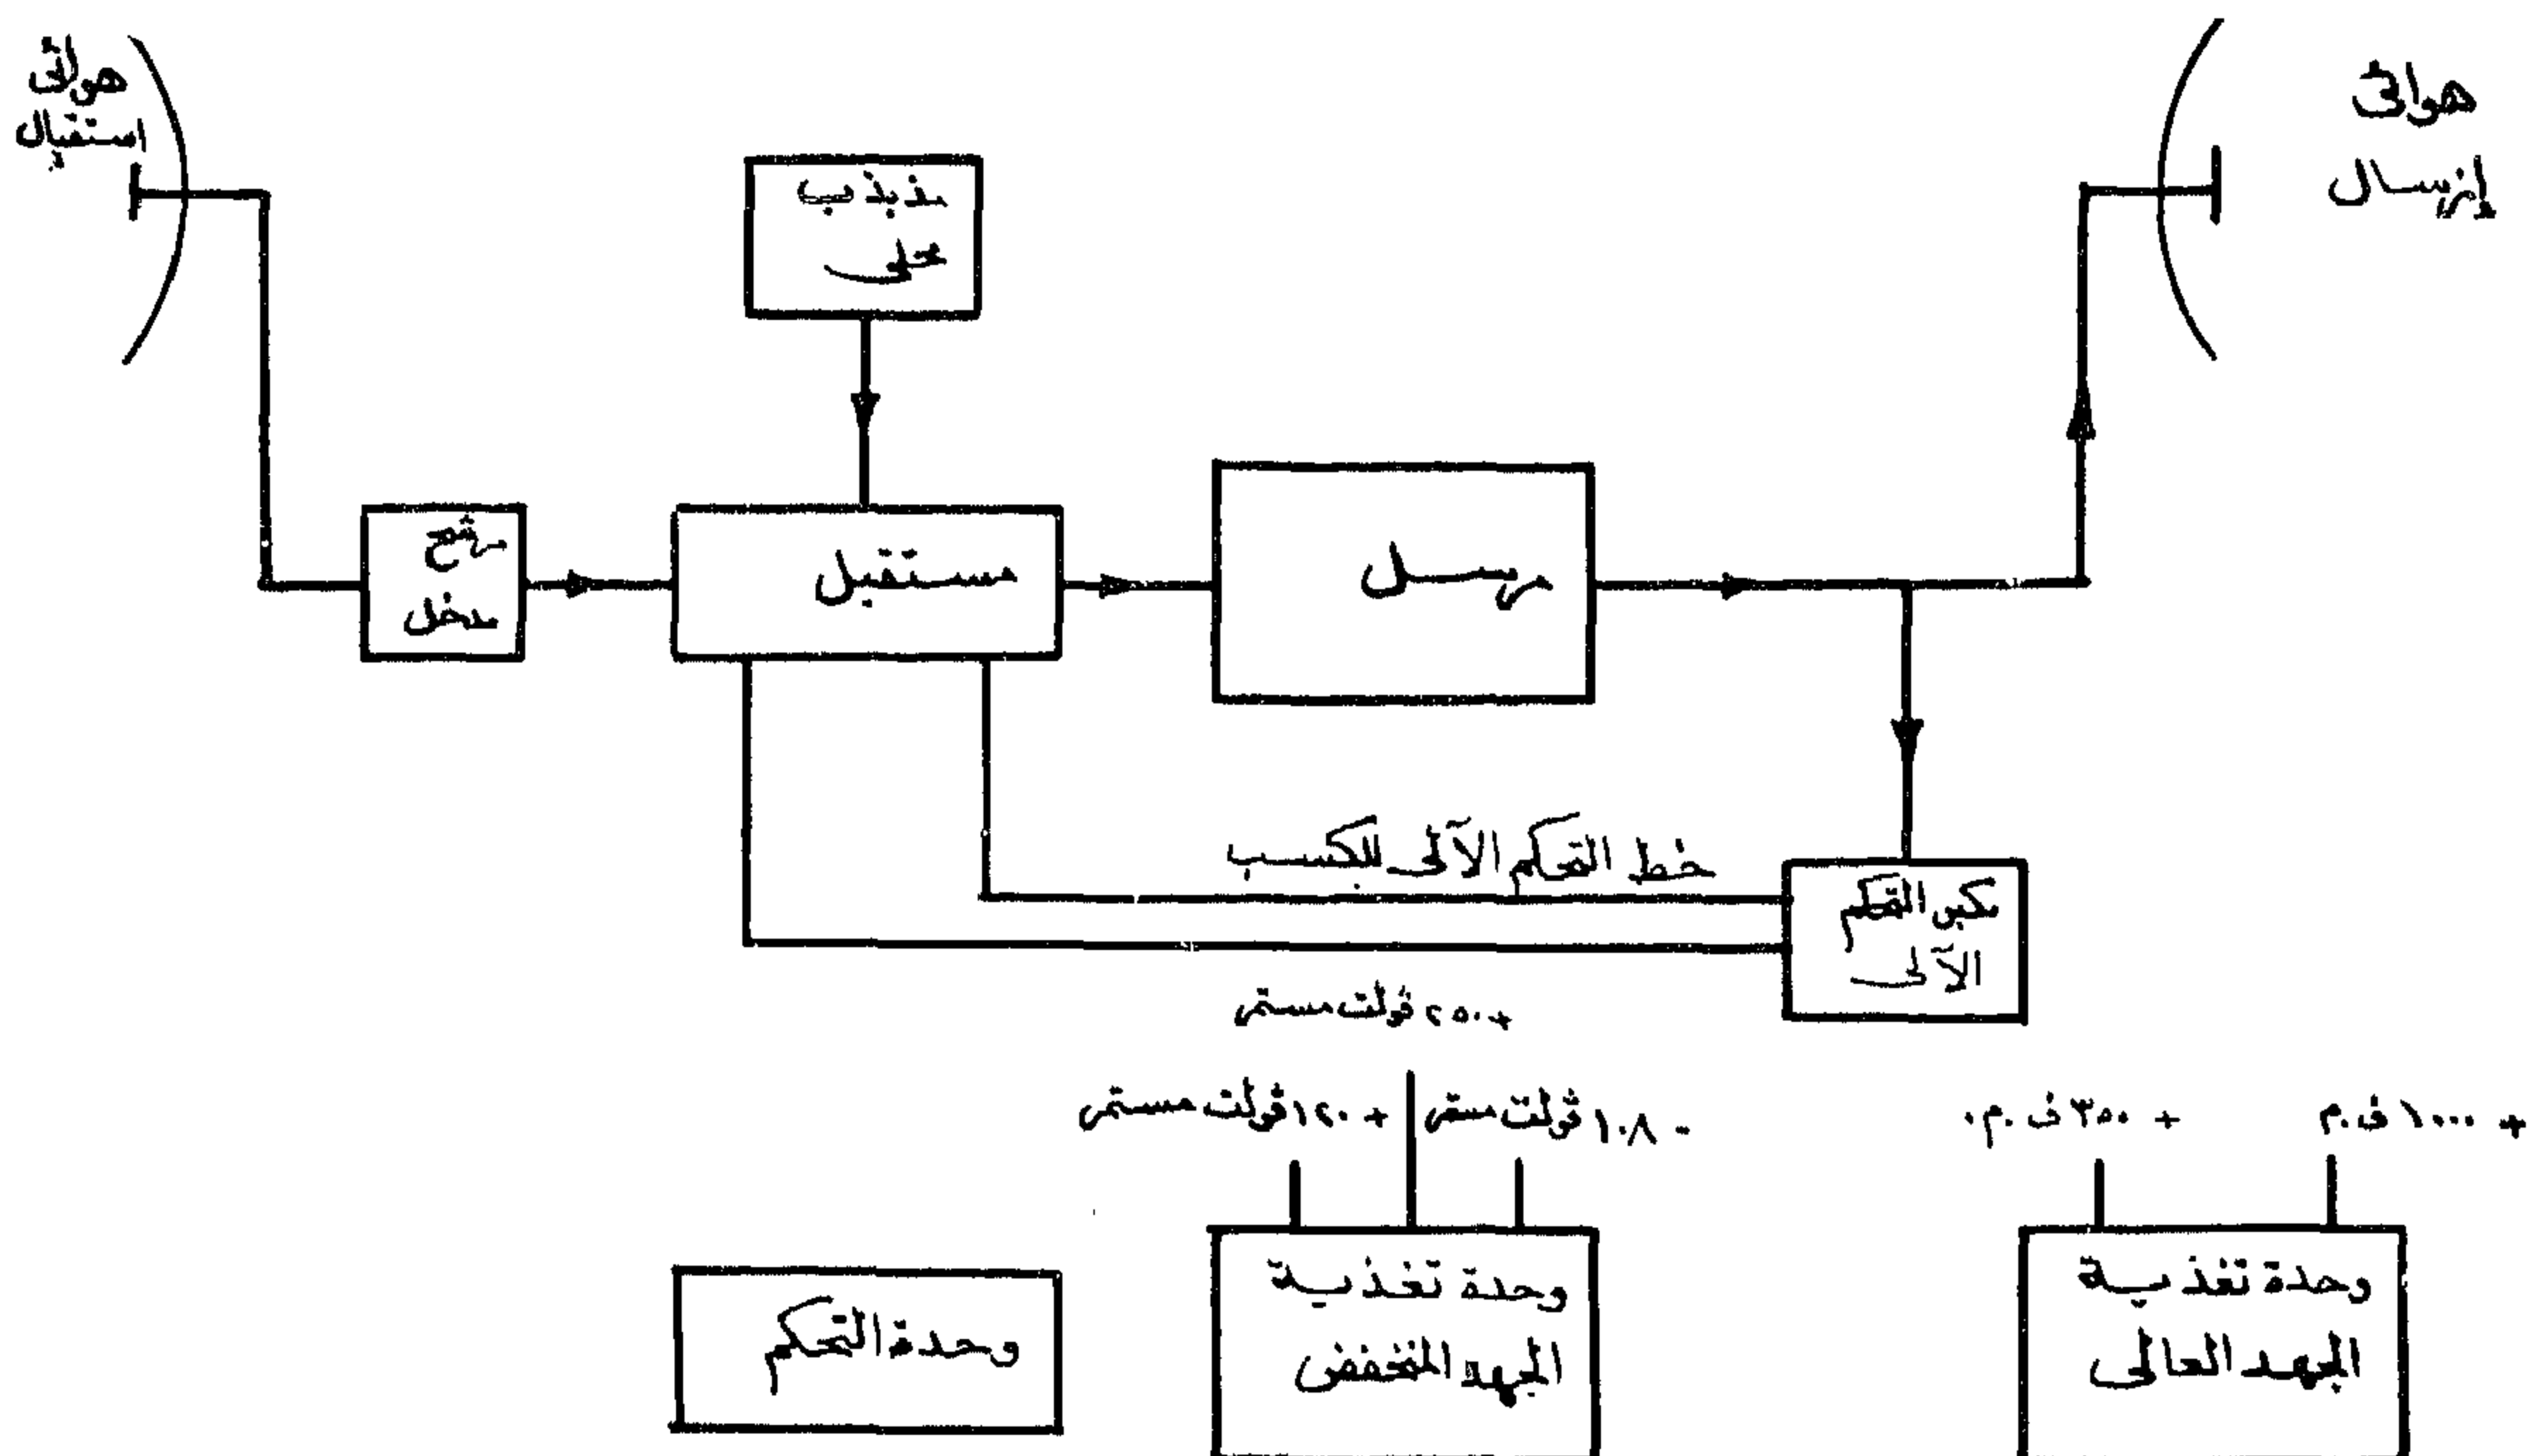 هوائى
استقبال
هوائى
إرسال
مذبذب
محلى
مرشح
مدخل
مستقبل
مرسل
خط التحكم الآلى للكسب
مكبر التحكم
الآلى
+ ٢٥٠ ڤولت مستمر
- ١٠٨ ڤولت مستمر
+ ١٢٠ ڤولت مستمر
+ ١٠٠٠ ڤ.م
+ ٣٥٠ ڤ.م.
وحدة تغذية
الجهد العالى
وحدة تغذية
الجهد المنخفض
وحدة التحكم